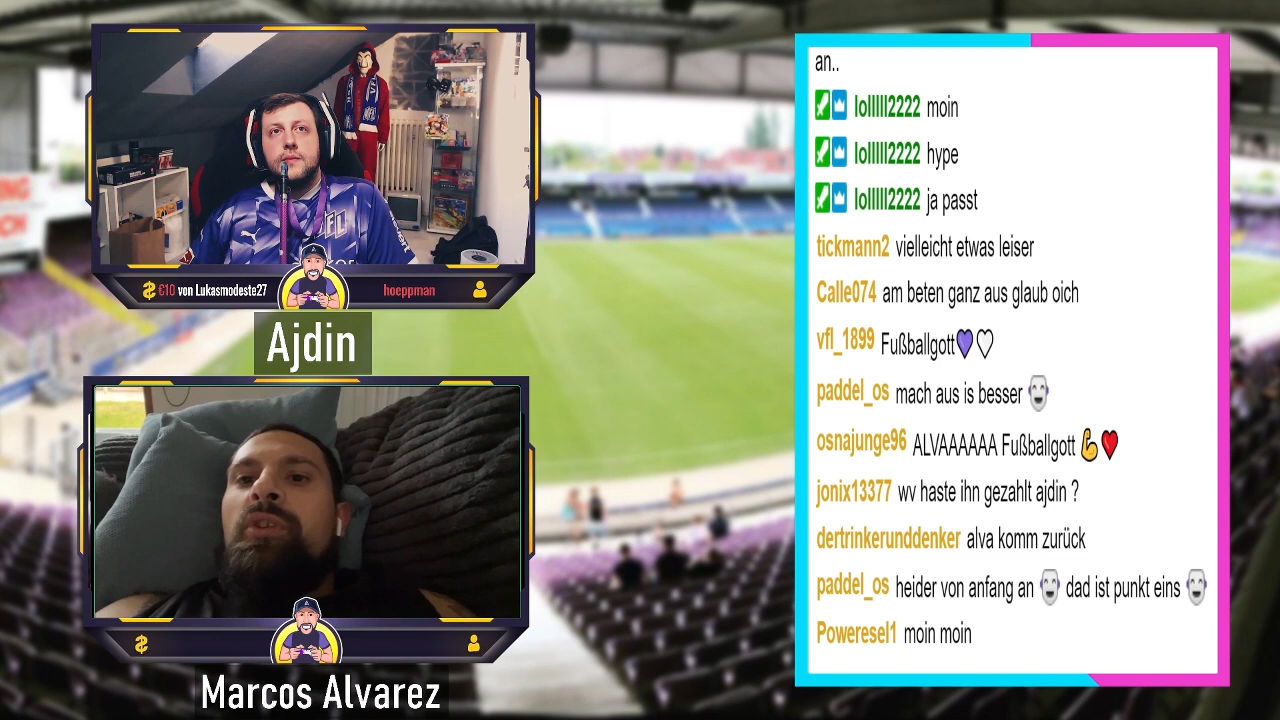 €10 von Lukasmodeste27
hoeppman
Ajdin
Marcos Alvarez
an..
lolllll2222 moin
lolllll2222 hype
lolllll2222 ja passt
tickmann2 vielleicht etwas leiser
Calle074 am beten ganz aus glaub oich
vfl_1899 Fußballgott💜🤍
paddel_os mach aus is besser
osnajunge96 ALVAAAAAA Fußballgott 💪❤️
jonix13377 wv haste ihn gezahlt ajdin ?
dertrinkerunddenker alva komm zurück
paddel_os heider von anfang an dad ist punkt eins
Poweresel1 moin moin